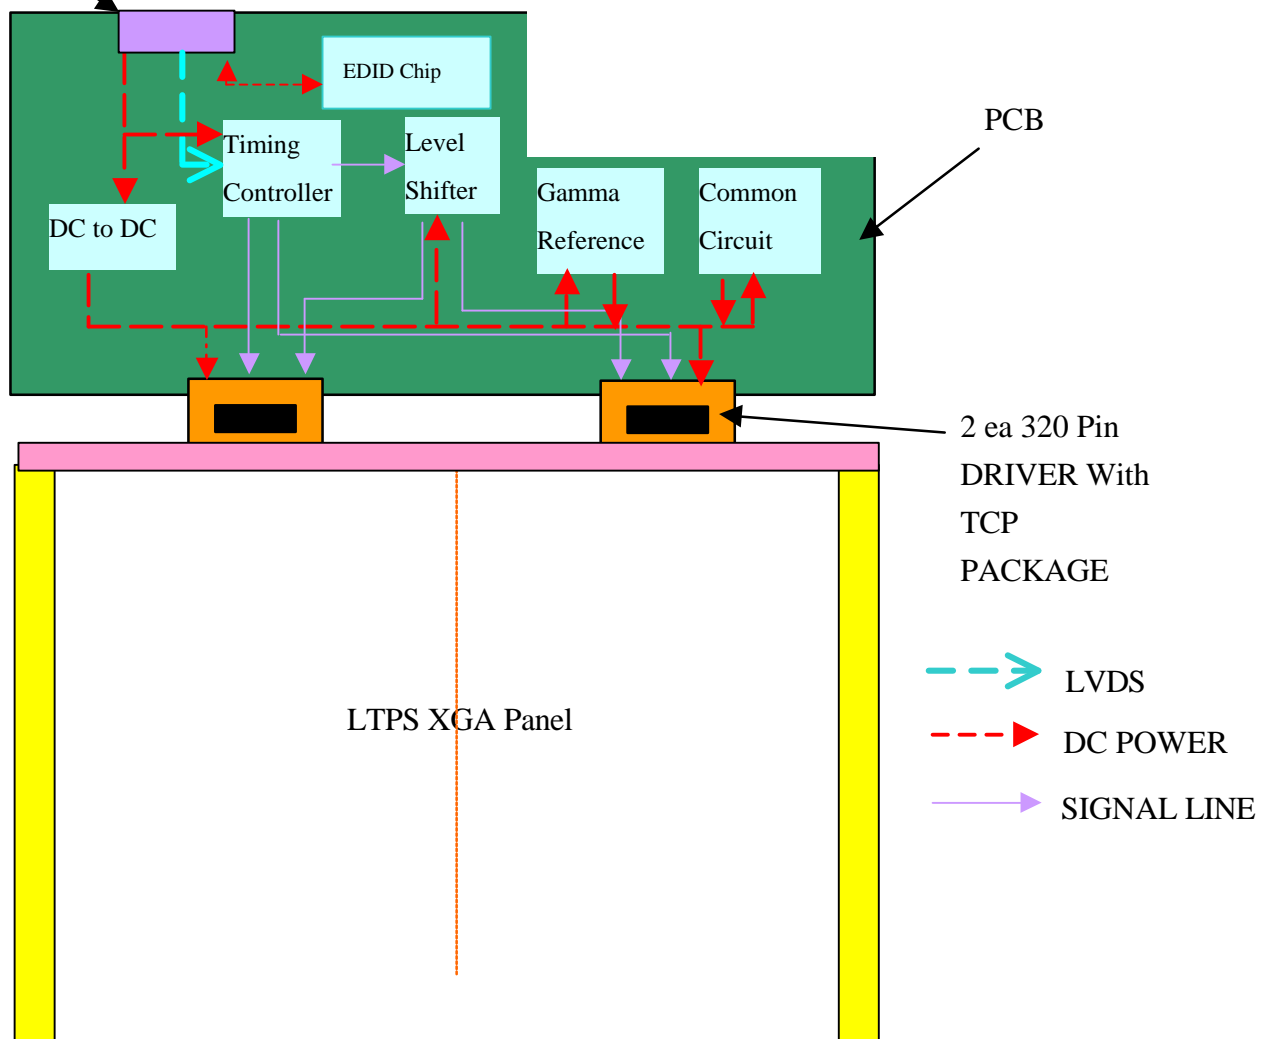 EDID Chip
PCB
Timing
Controller
Level
Shifter
Gamma
Reference
Common
Circuit
DC to DC
2 ea 320 Pin
DRIVER With
TCP
PACKAGE
LTPS XGA Panel
LVDS
DC POWER
SIGNAL LINE